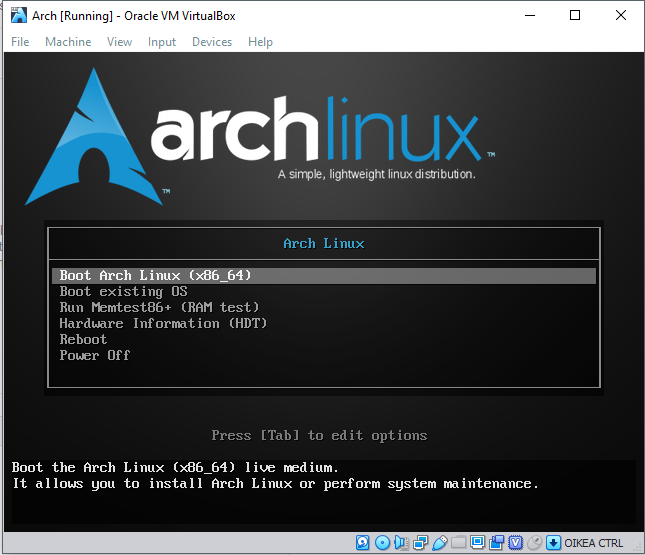 Arch [Running] - Oracle VM VirtualBox
File Machine View Input Devices Help
archlinux™
A simple, lightweight linux distribution.
™
Arch Linux
Boot Arch Linux (x86_64)
Boot existing OS
Run Memtest86+ (RAM test)
Hardware Information (HDT)
Reboot
Power Off
Press [Tab] to edit options
Boot the Arch Linux (x86_64) live medium.
It allows you to install Arch Linux or perform system maintenance.
OIKEA CTRL